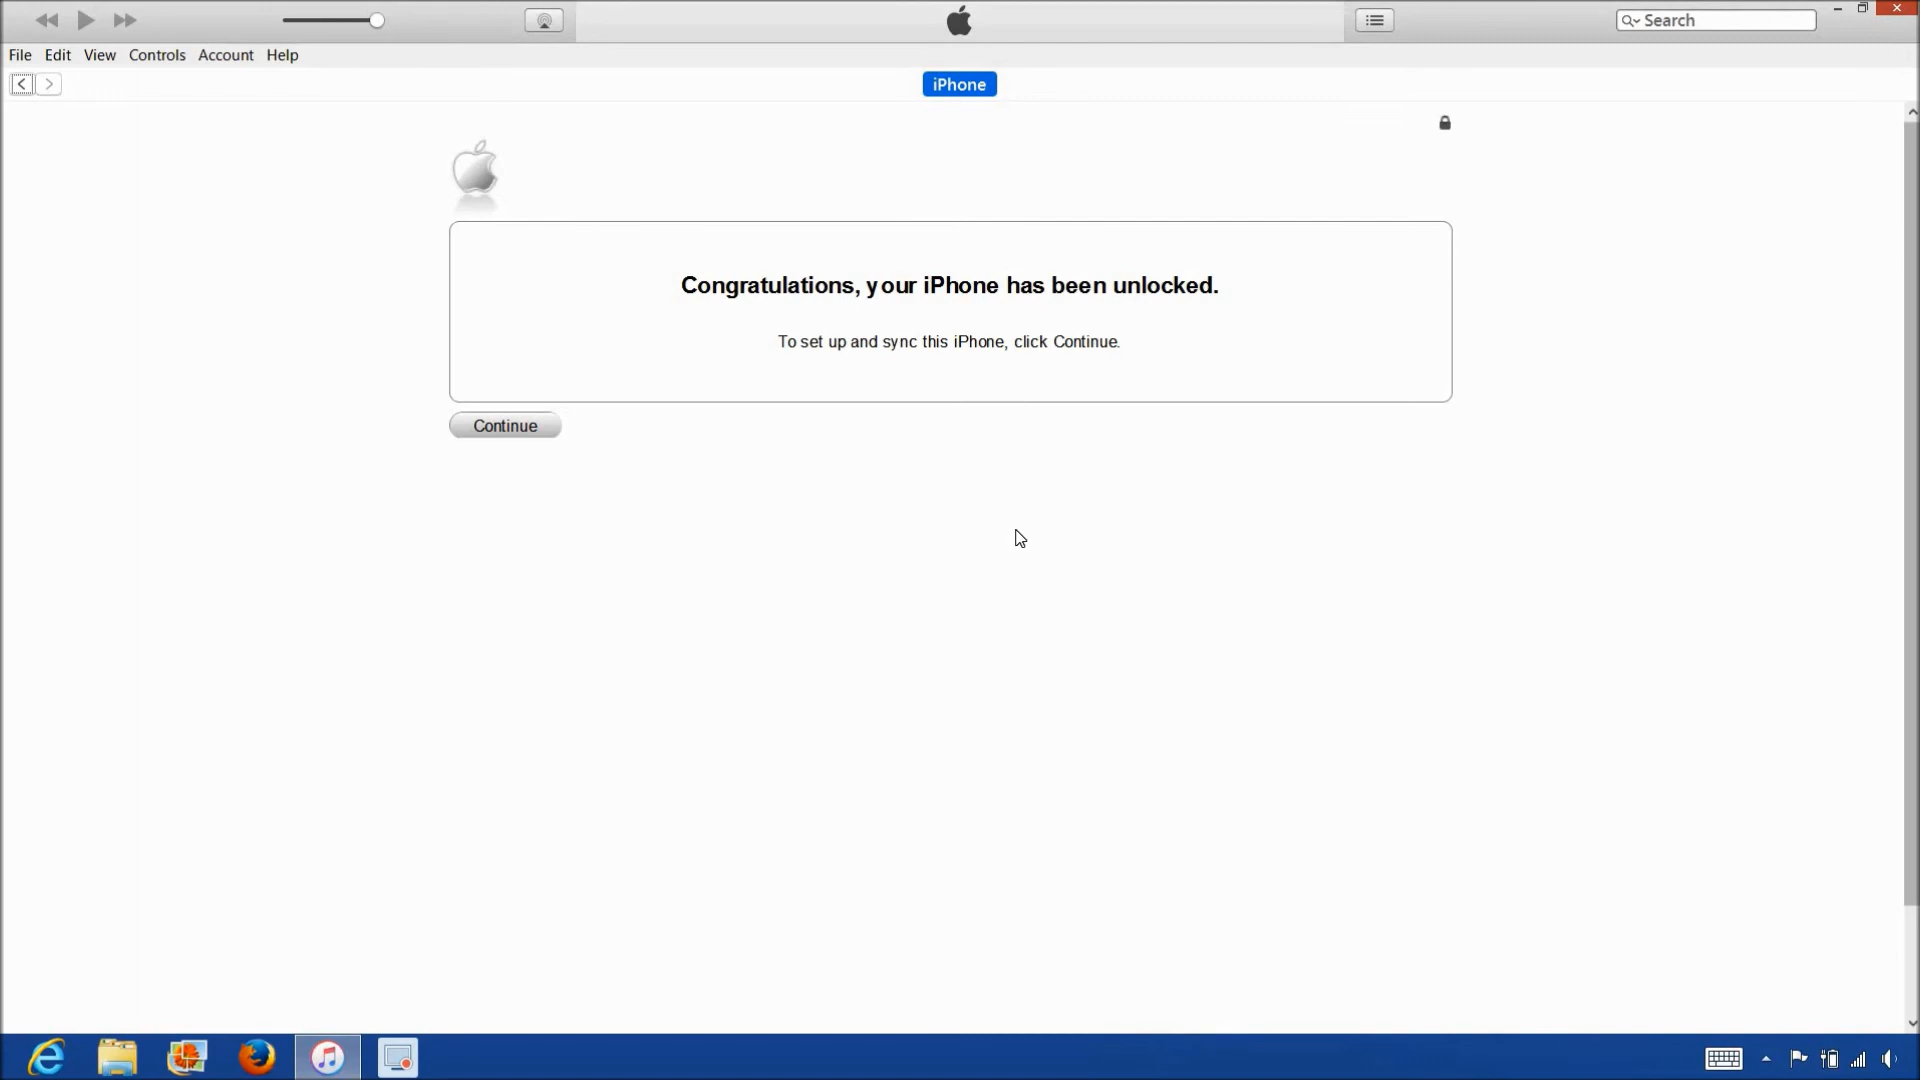 Search
File Edit View Controls Account Help
iPhone
Congratulations, your iPhone has been unlocked.
To set up and sync this iPhone, click Continue.
Continue